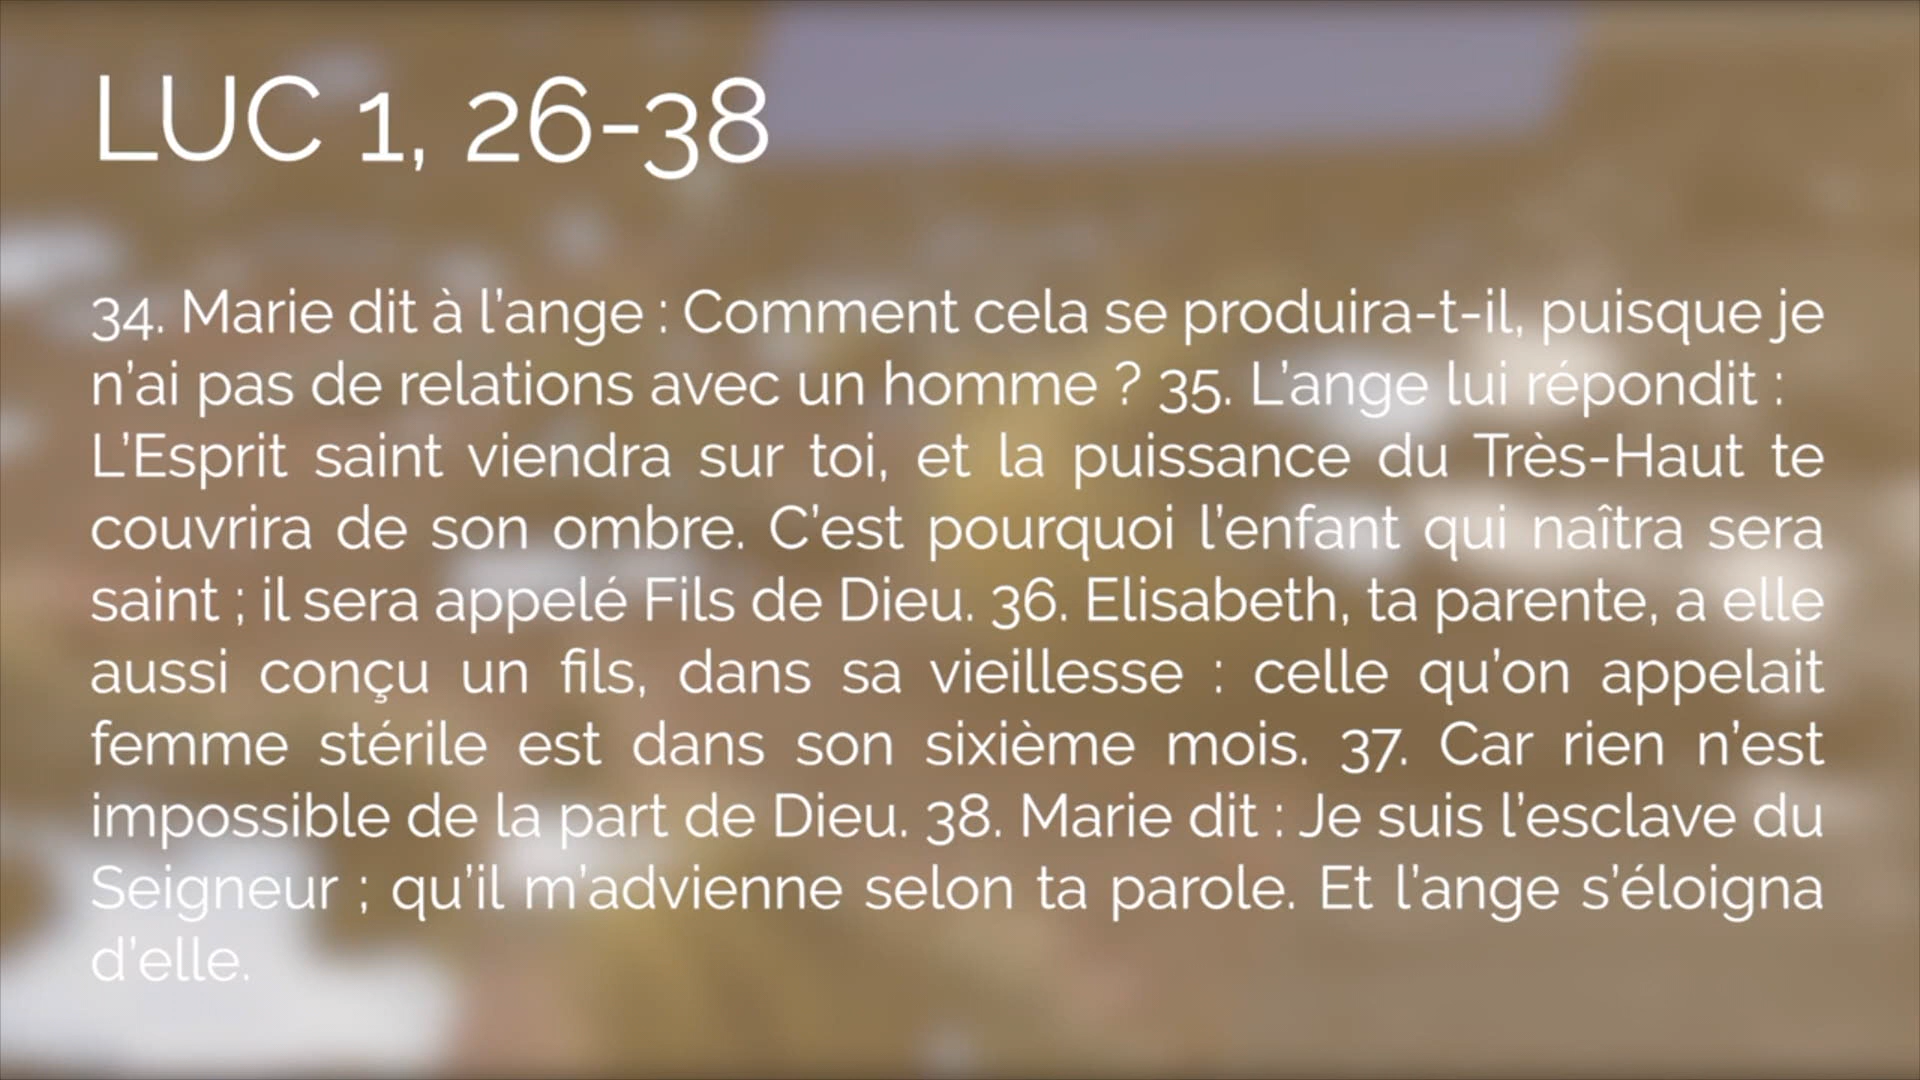 LUC 1, 26-38
34. Marie dit à l’ange : Comment cela se produira-t-il, puisque je
n’ai pas de relations avec un homme ? 35. L’ange lui répondit :
L’Esprit saint viendra sur toi, et la puissance du Très-Haut te
couvrira de son ombre. C’est pourquoi l’enfant qui naîtra sera
saint ; il sera appelé Fils de Dieu. 36. Elisabeth, ta parente, a elle
aussi conçu un fils, dans sa vieillesse : celle qu’on appelait
femme stérile est dans son sixième mois. 37. Car rien n’est
impossible de la part de Dieu. 38. Marie dit : Je suis l’esclave du
Seigneur ; qu’il m’advienne selon ta parole. Et l’ange s’éloigna
d’elle.